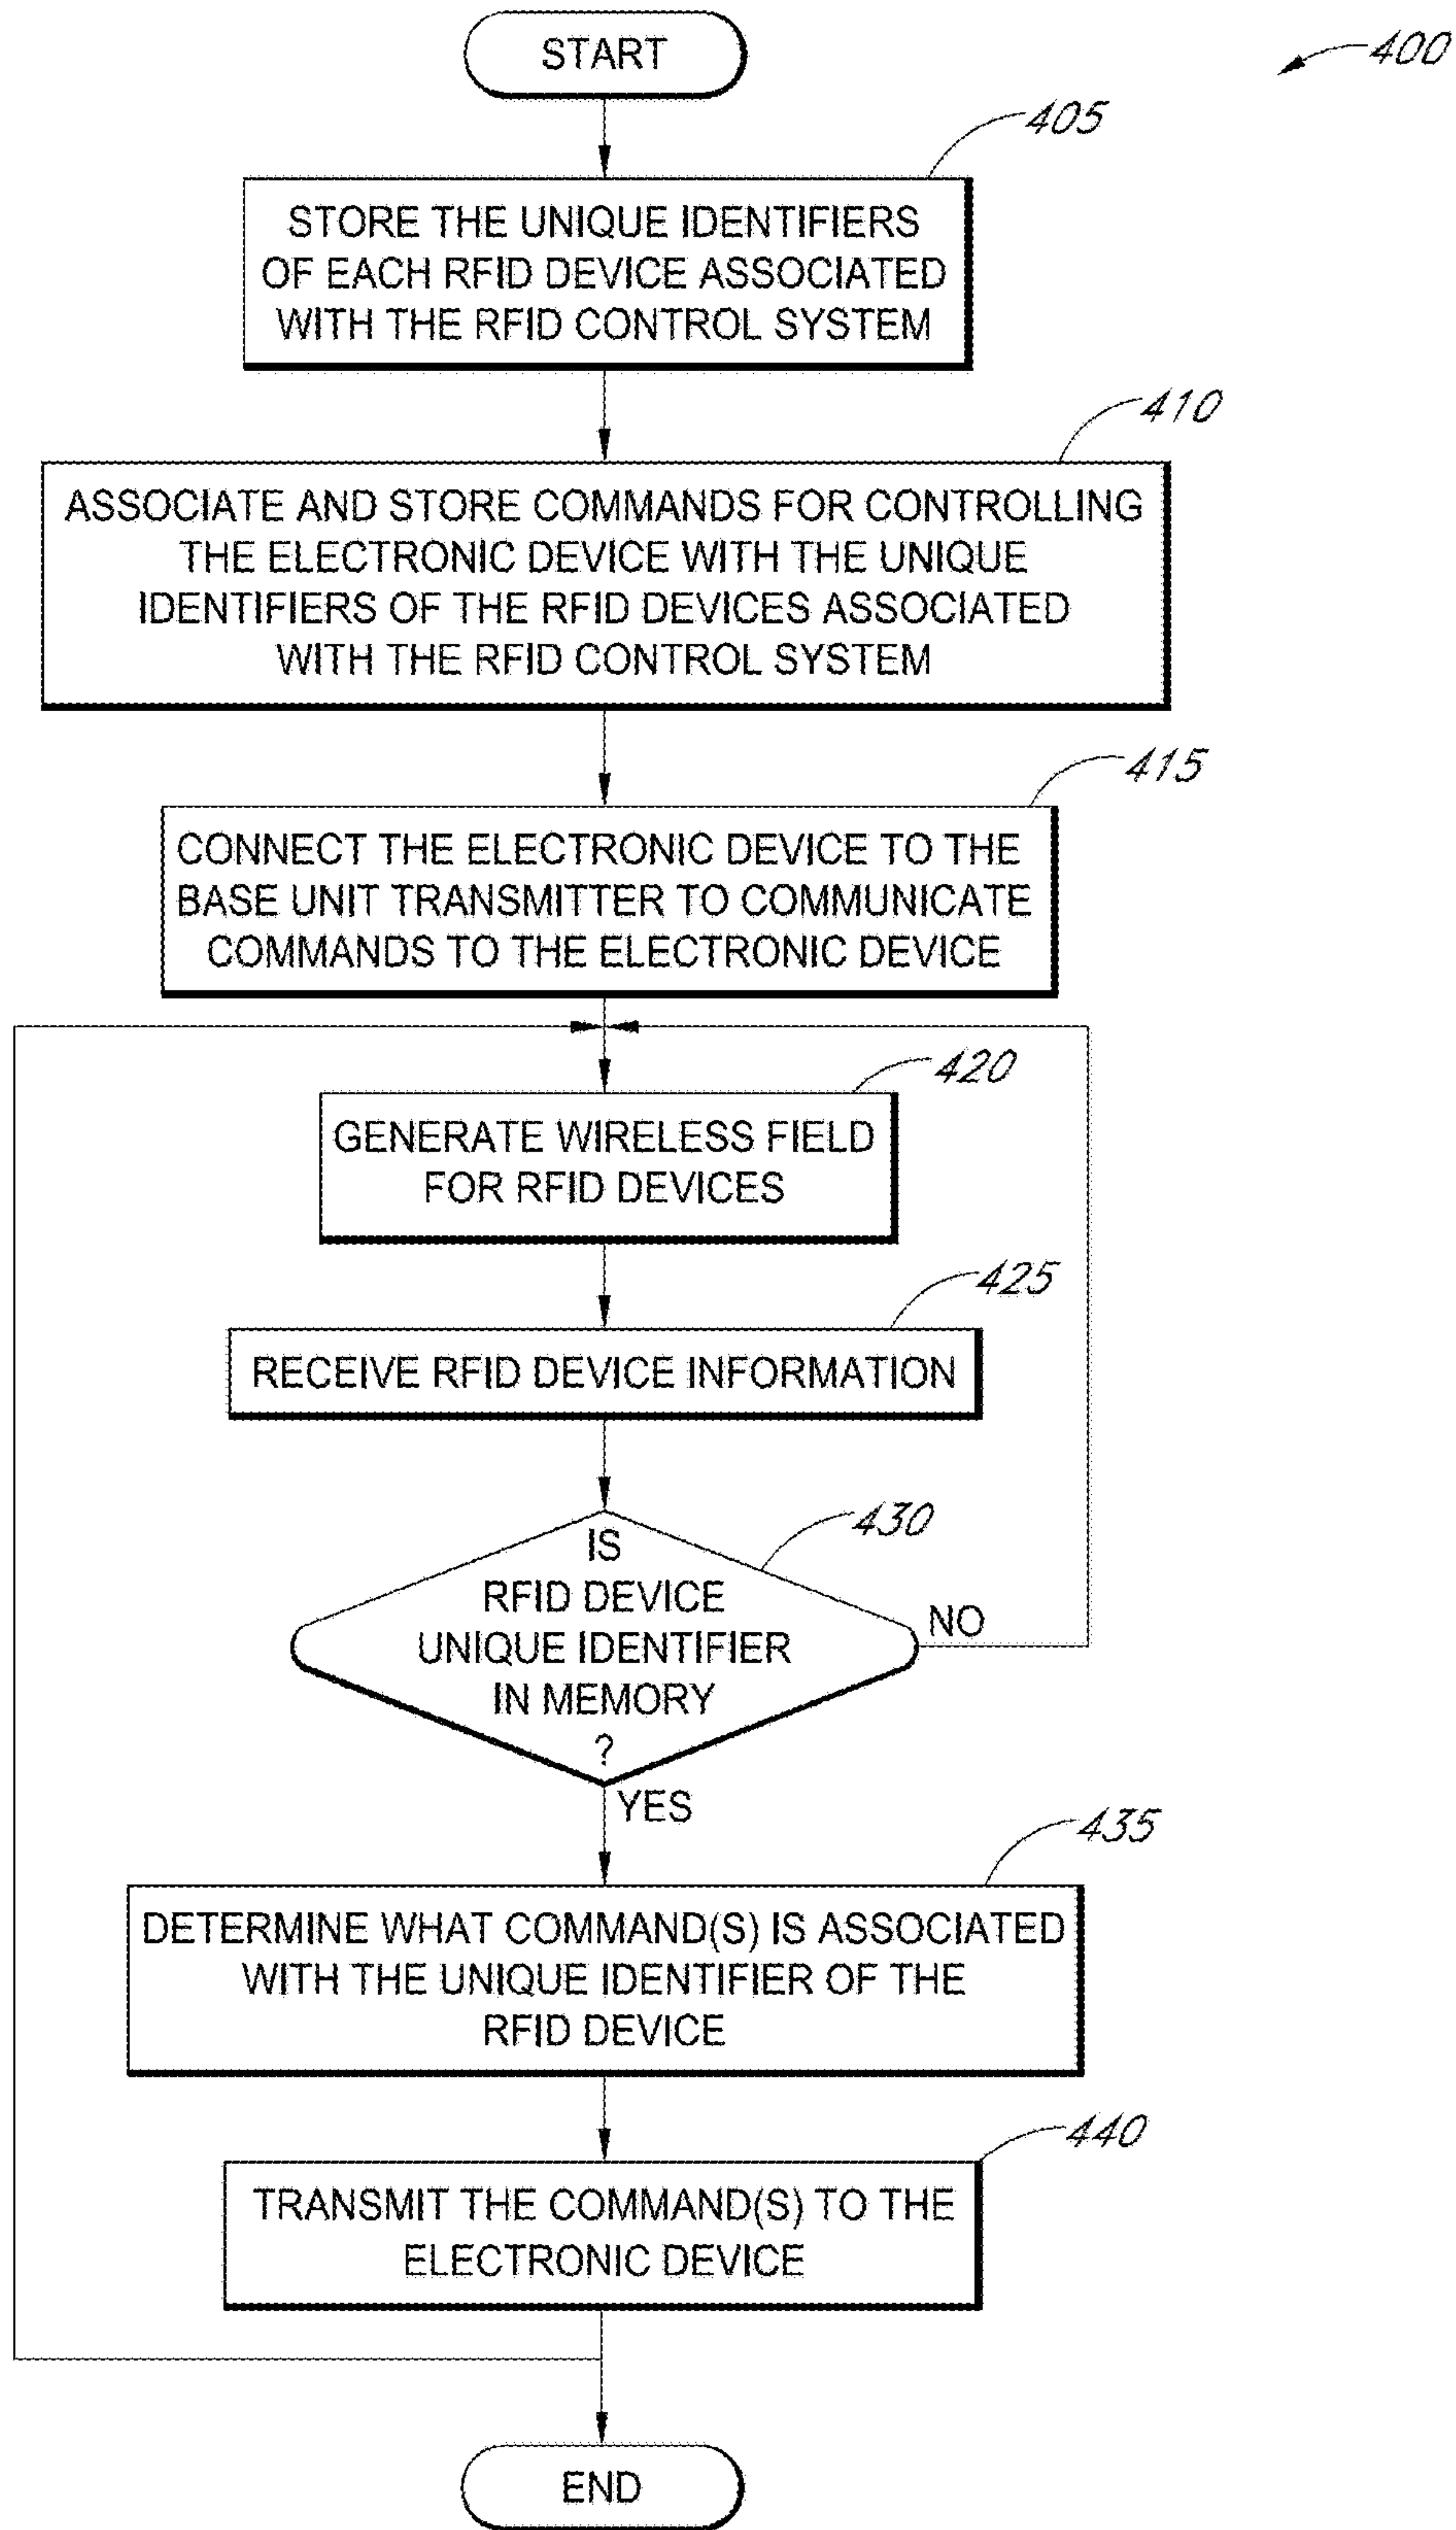 START
400
405
STORE THE UNIQUE IDENTIFIERS
OF EACH RFID DEVICE ASSOCIATED
WITH THE RFID CONTROL SYSTEM
410
ASSOCIATE AND STORE COMMANDS FOR CONTROLLING
THE ELECTRONIC DEVICE WITH THE UNIQUE
IDENTIFIERS OF THE RFID DEVICES ASSOCIATED
WITH THE RFID CONTROL SYSTEM
415
CONNECT THE ELECTRONIC DEVICE TO THE
BASE UNIT TRANSMITTER TO COMMUNICATE
COMMANDS TO THE ELECTRONIC DEVICE
420
GENERATE WIRELESS FIELD
FOR RFID DEVICES
425
RECEIVE RFID DEVICE INFORMATION
430
IS
RFID DEVICE
UNIQUE IDENTIFIER
IN MEMORY
?
NO
YES
435
DETERMINE WHAT COMMAND(S) IS ASSOCIATED
WITH THE UNIQUE IDENTIFIER OF THE
RFID DEVICE
440
TRANSMIT THE COMMAND(S) TO THE
ELECTRONIC DEVICE
END